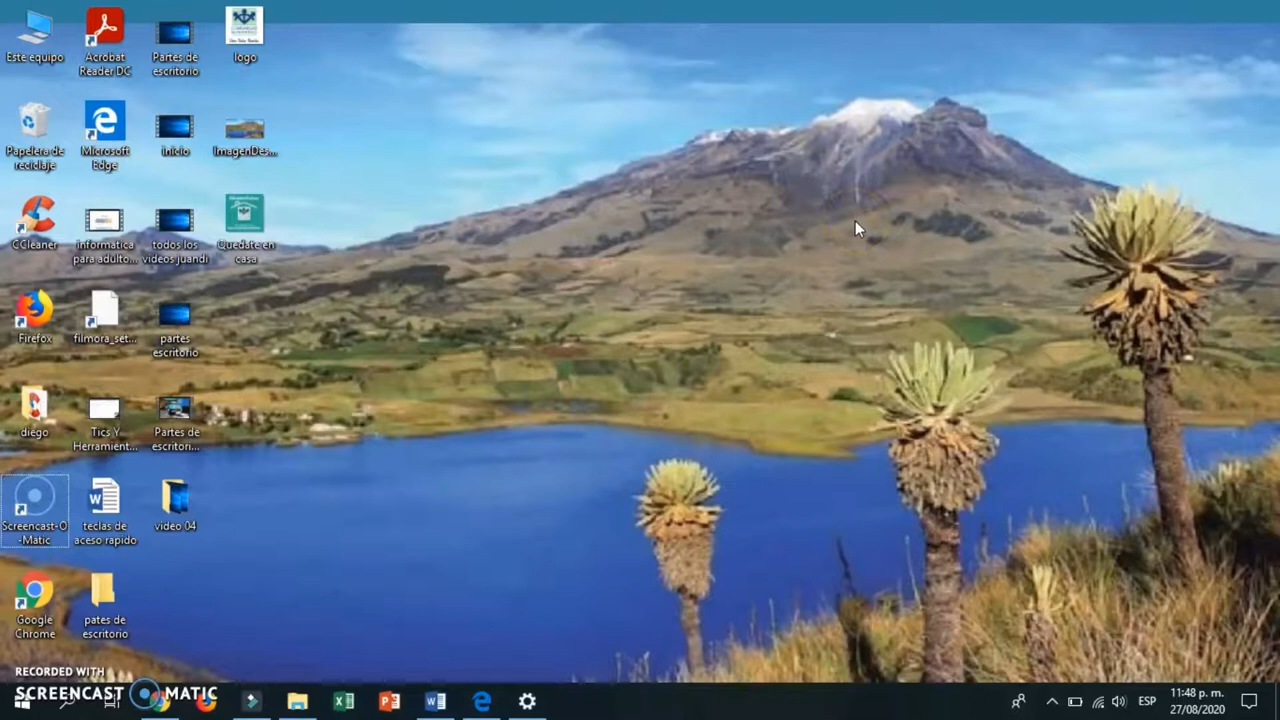 Este equipo
Acrobat
Reader DC
Partes de
escritorio
logo
Papelera de
reciclaje
Microsoft
Edge
inicio
ImagenDes...
CCleaner
informatica
para adulto...
todos los
videos juandi
Quedate en
casa
Firefox
filmora_set...
partes
escritorio
diego
Tics Y
Herramient...
Partes de
escritori...
Screencast-O
-Matic
teclas de
aceso rapido
video 04
Google
Chrome
pates de
escritorio
RECORDED WITH
SCREENCAST MATIC
ESP
11:48 p. m.
27/08/2020